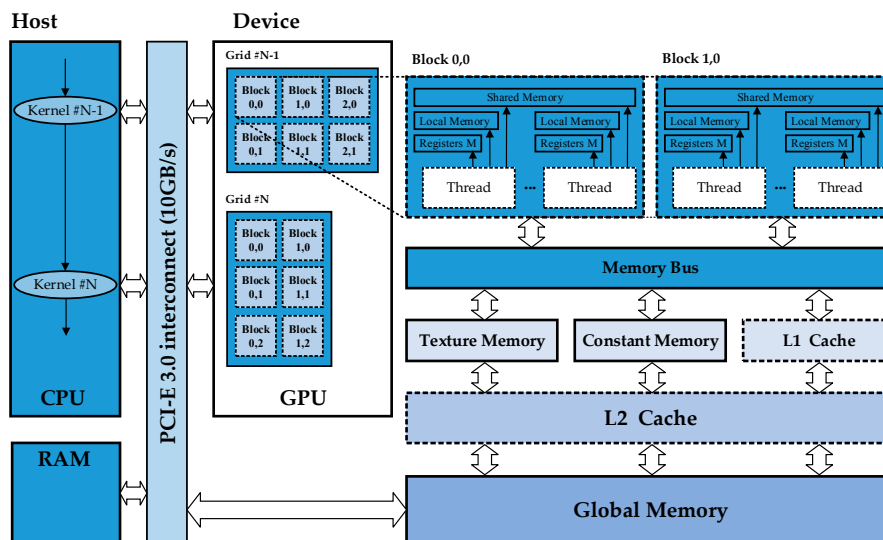 Host
Device
Kernel #N-1
Kernel #N
CPU
RAM
PCI-E 3.0 interconnect (10GB/s)
Grid #N-1
Block
0,0
Block
1,0
Block
2,0
Block
0,1
Block
1,1
Block
2,1
Grid #N
Block
0,0
Block
1,0
Block
0,1
Block
1,1
Block
0,2
Block
1,2
GPU
Block 0,0
Shared Memory
Local Memory
Local Memory
Registers M
Registers M
Thread
...
Thread
Block 1,0
Shared Memory
Local Memory
Local Memory
Registers M
Registers M
Thread
...
Thread
Memory Bus
Texture Memory
Constant Memory
L1 Cache
L2 Cache
Global Memory